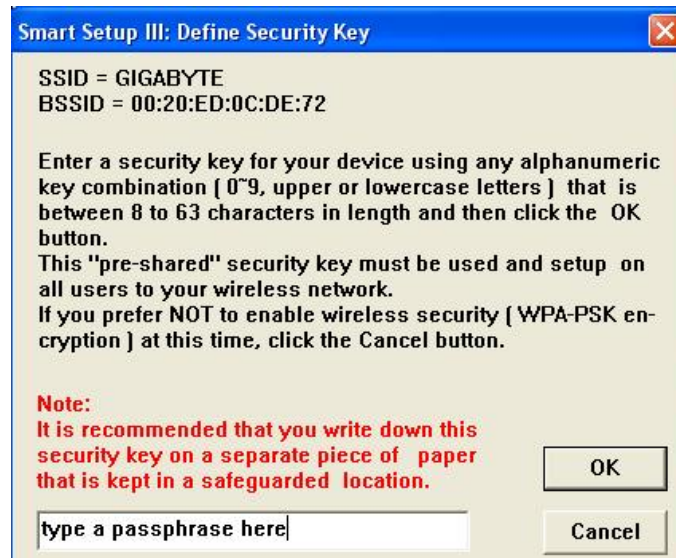 Smart Setup III: Define Security Key
SSID = GIGABYTE
BSSID = 00:20:ED:0C:DE:72
Enter a security key for your device using any alphanumeric
key combination ( 0~9, upper or lowercase letters ) that is
between 8 to 63 characters in length and then click the OK
button.
This "pre-shared" security key must be used and setup on
all users to your wireless network.
If you prefer NOT to enable wireless security ( WPA-PSK en-
cryption ) at this time, click the Cancel button.
Note:
It is recommended that you write down this
security key on a separate piece of paper
that is kept in a safeguarded location.
OK
type a passphrase here
Cancel